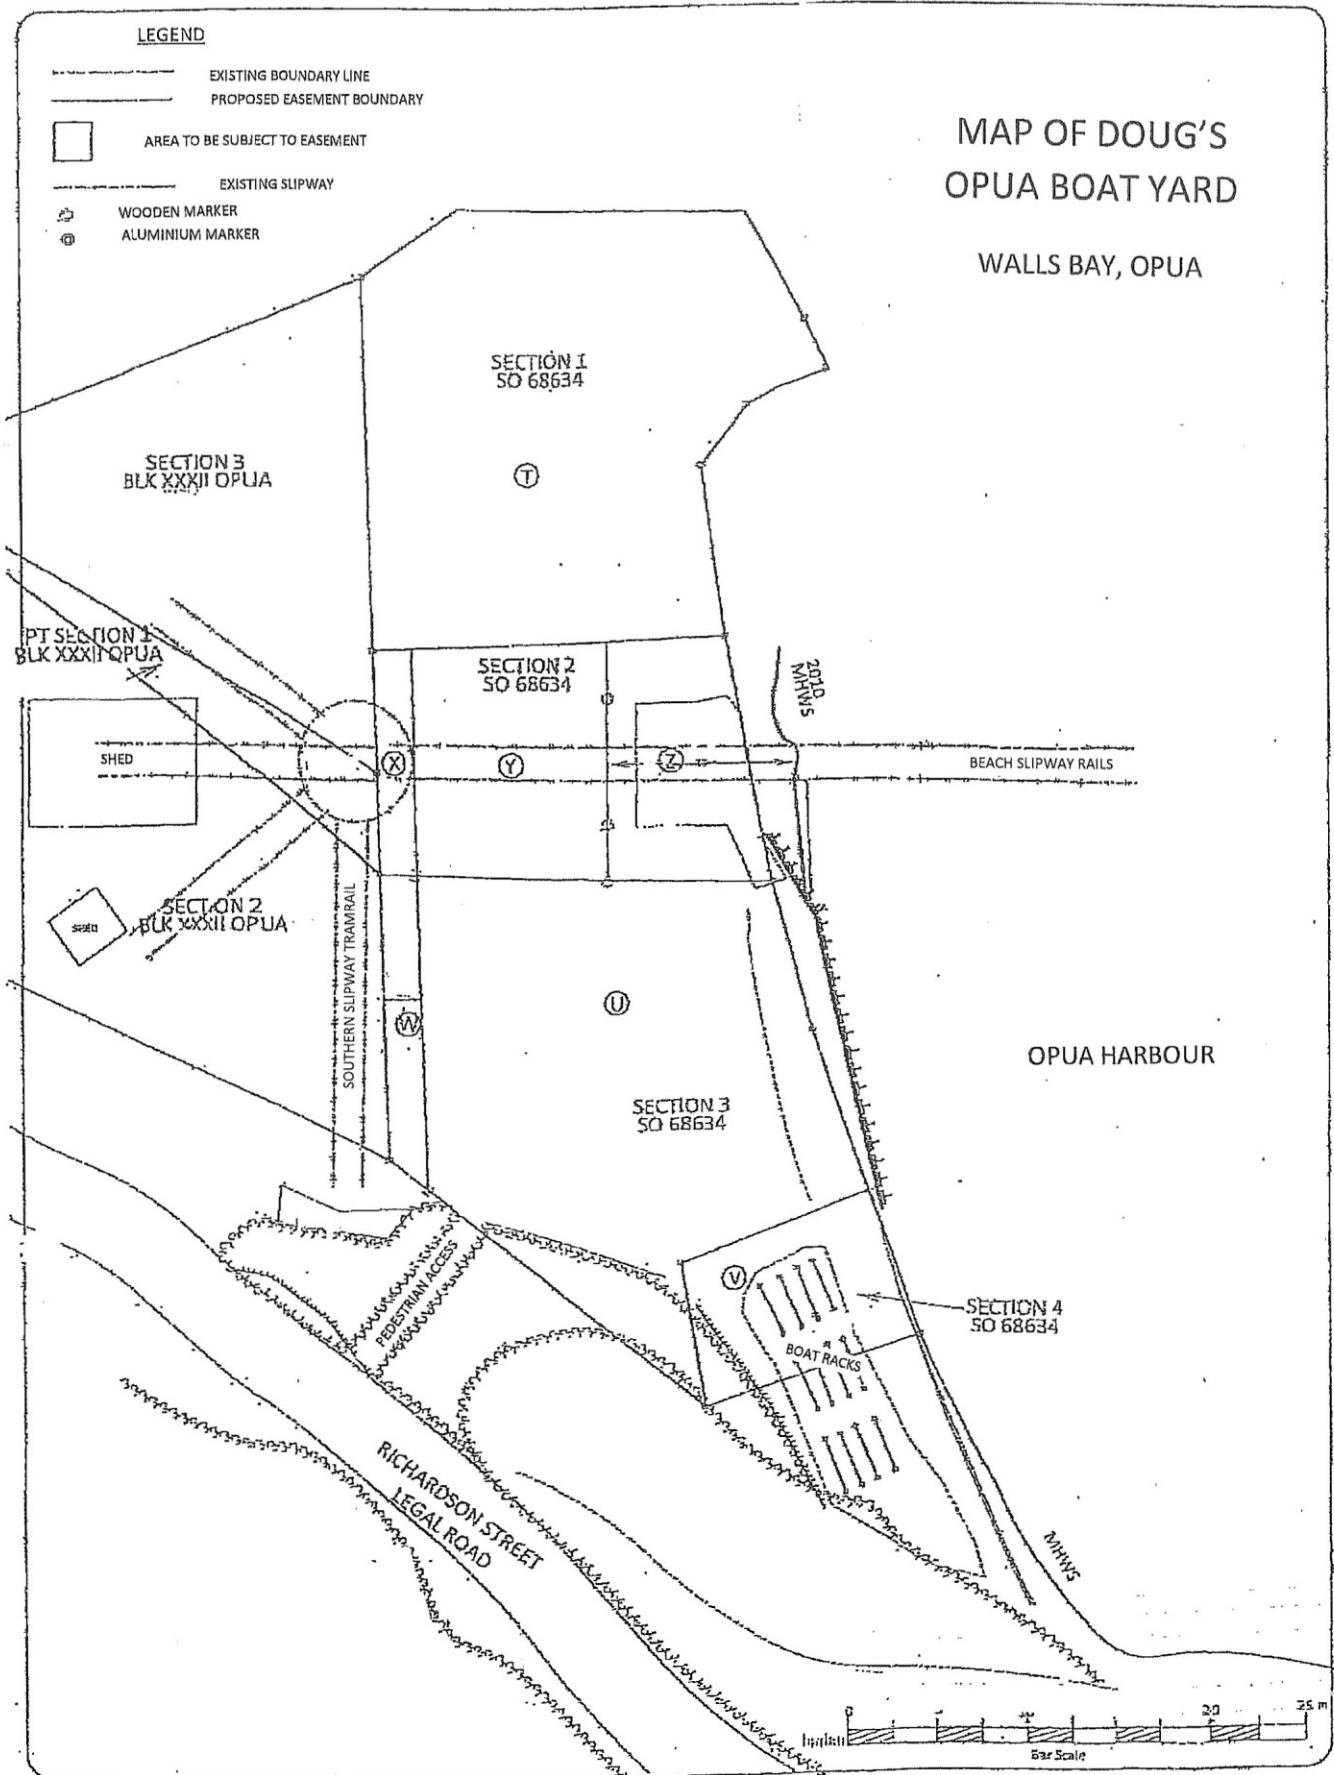 LEGEND
EXISTING BOUNDARY LINE
PROPOSED EASEMENT BOUNDARY
AREA TO BE SUBJECT TO EASEMENT
EXISTING SLIPWAY
WOODEN MARKER
ALUMINIUM MARKER
MAP OF DOUG'S
OPUA BOAT YARD
WALLS BAY, OPUA
SECTION 1
SO 68634
T
SECTION 3
BLK XXXII OPUA
PT SECTION 1
BLK XXXII OPUA
SECTION 2
SO 68634
2010
MHWS
SHED
X
Y
Z
BEACH SLIPWAY RAILS
SECTION 2
BLK XXXII OPUA
SHED
SOUTHERN SLIPWAY TRAMRAIL
W
U
OPUA HARBOUR
SECTION 3
SO 68634
PEDESTRIAN ACCESS
V
SECTION 4
SO 68634
BOAT RACKS
RICHARDSON STREET
LEGAL ROAD
MHWS
0
20
25 m
Bar Scale